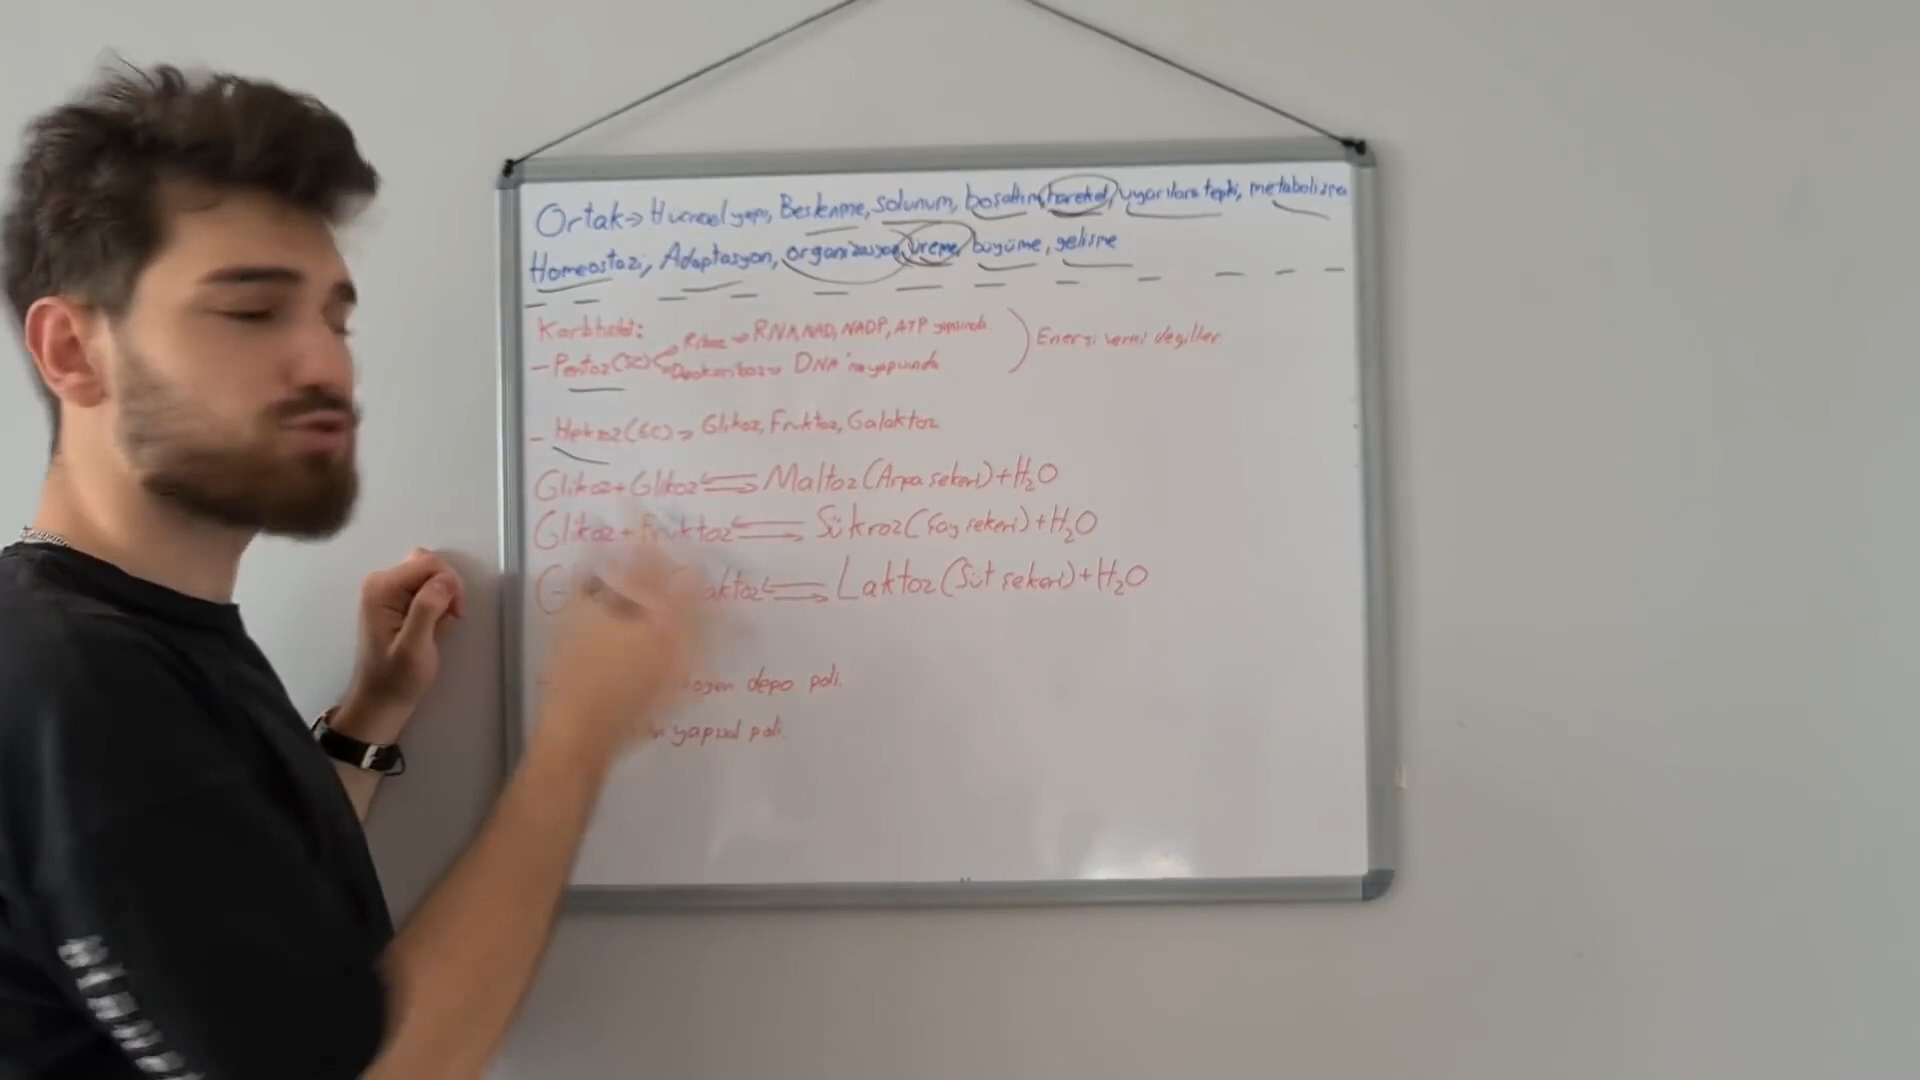 Ortak→ Hücresel yapı, Beslenme, solunum, boşaltım, hareket, uyarılara tepki, metabolizma
Homeostazi, Adaptasyon, organizasyon, üreme, büyüme, gelişme
Karbhidrt:
Riboz → RNA, NAD, NADP, ATP yapısında
- Pentoz(5C)
Deoksiriboz → DNA'nın yapısında
Enerji verici değiller
- Heksoz(6C) → Glikoz, Fruktoz, Galaktoz
Glikoz + Glikoz ⇌ Maltoz (Arpa şekeri) + H₂O
Glikoz + Fruktoz ⇌ Sükroz (Çay şekeri) + H₂O
aktoz ⇌ Laktoz (Süt şekeri) + H₂O
ojen depo poli.
n yapısal poli.